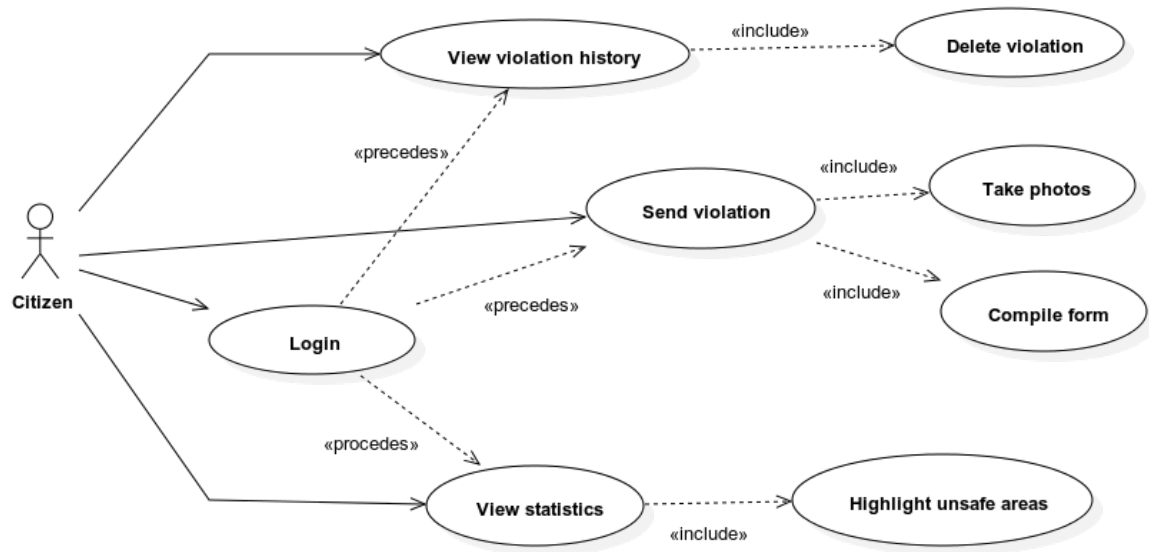 «include»
View violation history
Delete violation
«precedes»
«include»
Take photos
Send violation
«precedes»
«include»
Citizen
Compile form
Login
«procedes»
View statistics
Highlight unsafe areas
«include»